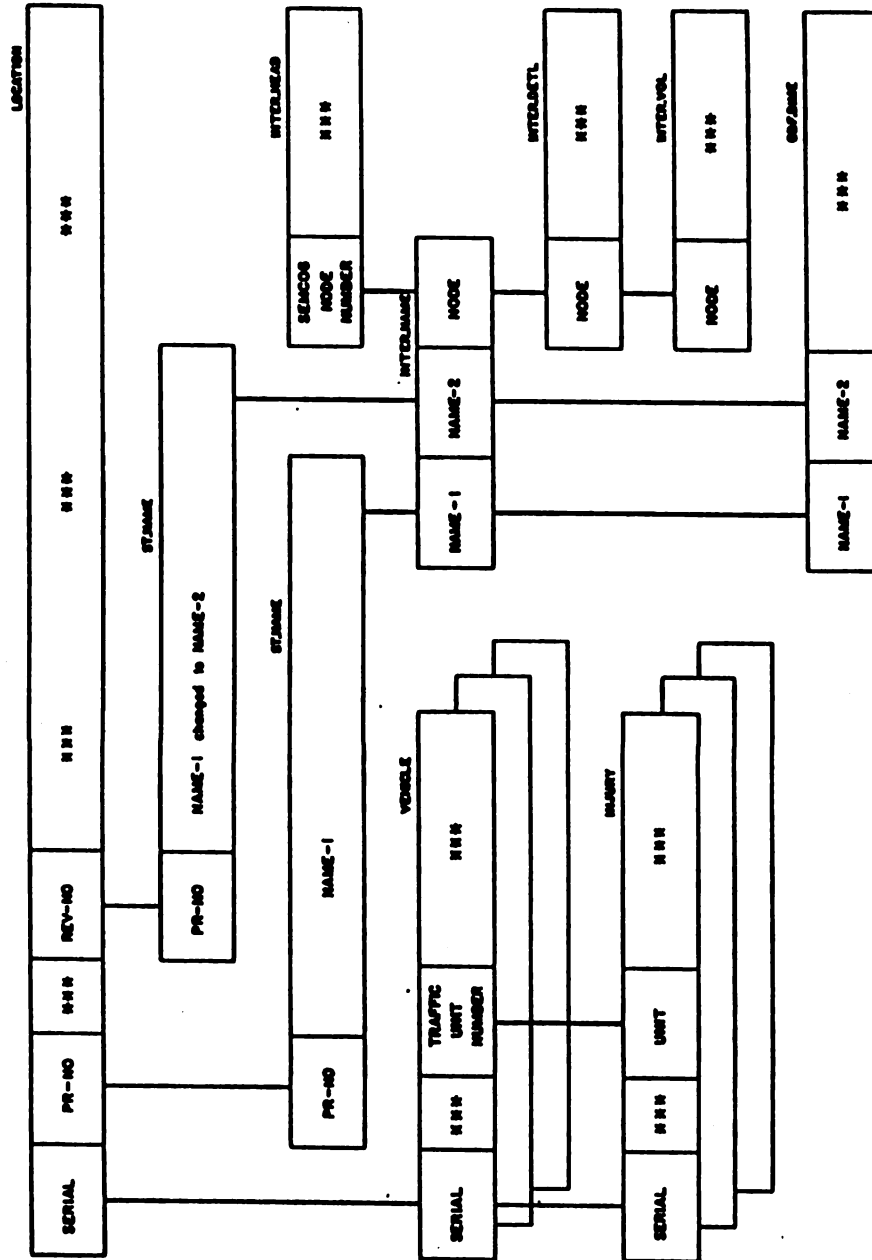 LOCATION
SERIAL PR-NO *** REV-NO *** *** ***
ST.NAME
PR-NO NAME-1 changed to NAME-2
ST.NAME
PR-NO NAME-1
INTER.HEAD
SEMCOG
NODE
NUMBER
***
VEHICLE
SERIAL *** TRAFFIC
UNIT
NUMBER
***
INTER.NAME
NAME-1 NAME-2 NODE
INTER.DETL
NODE ***
INJURY
SERIAL *** UNIT ***
INTER.VOL
NODE ***
NAME-1 NAME-2 ***